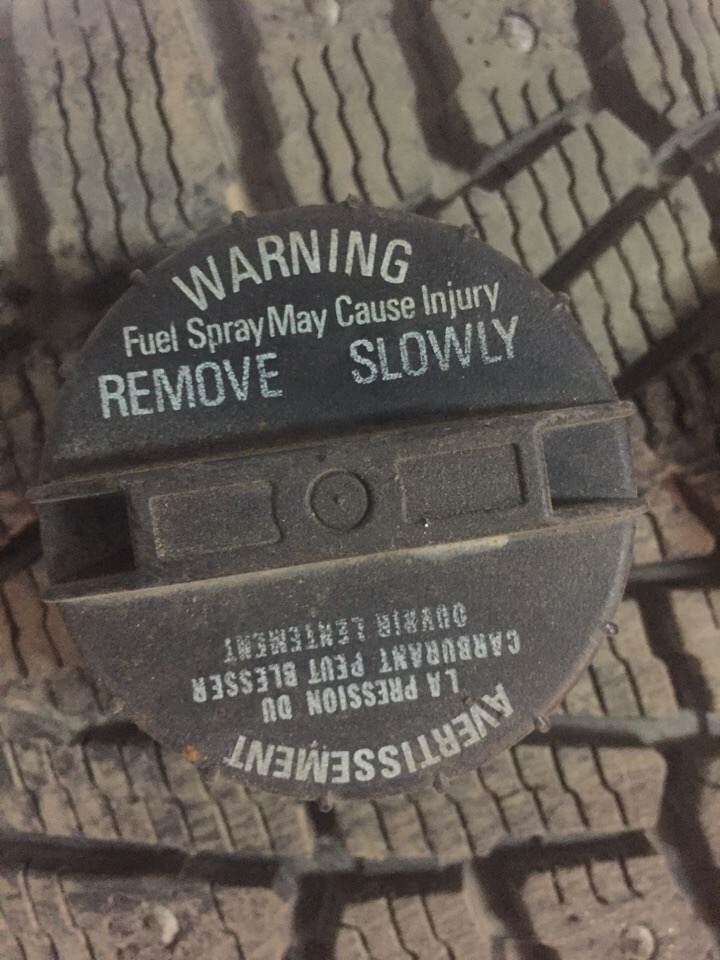 WARNING
Fuel Spray May Cause Injury
REMOVE SLOWLY
AVERTISSEMENT
LA PRESSION DU
CARBURANT PEUT BLESSER
OUVRIR LENTEMENT